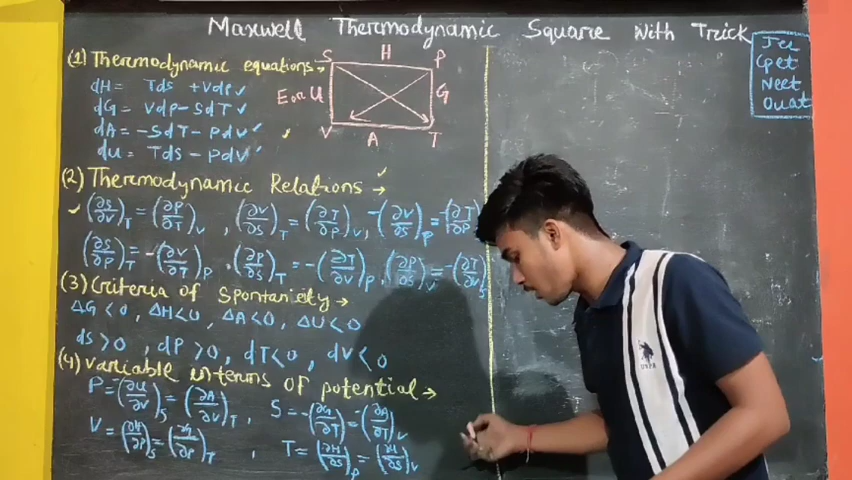 Maxwell Thermodynamic Square With Trick
Jee
Cpet
Neet
Ouat
(1) Thermodynamic equations →
dH = Tds + Vdp ✓
dG = Vdp - SdT ✓
dA = -SdT - Pdv ✓
du = Tds - Pdv
S H P
E or U G
V A T
(2) Thermodynamic Relations →
(∂S/∂V)T = (∂P/∂T)V , (∂V/∂S)T = (∂T/∂P)V , -(∂V/∂S)P = -(∂T/∂P)
(∂S/∂P)T = -(∂V/∂T)P , (∂P/∂S)T = -(∂T/∂V)P , (∂P/∂S)V = -(∂T/∂V)S
(3) Criteria of Spontaniety →
ΔG < 0 , ΔH < 0 , ΔA < 0 , ΔU < 0
ds > 0 , dP > 0 , dT < 0 , dV < 0
(4) variable interms of potential →
P = -(∂U/∂V)S = (∂A/∂V)T , S = -(∂G/∂T) = -(∂A/∂T)V
V = (∂H/∂P)S = (∂G/∂P)T , T = (∂H/∂S)P = (∂U/∂S)V